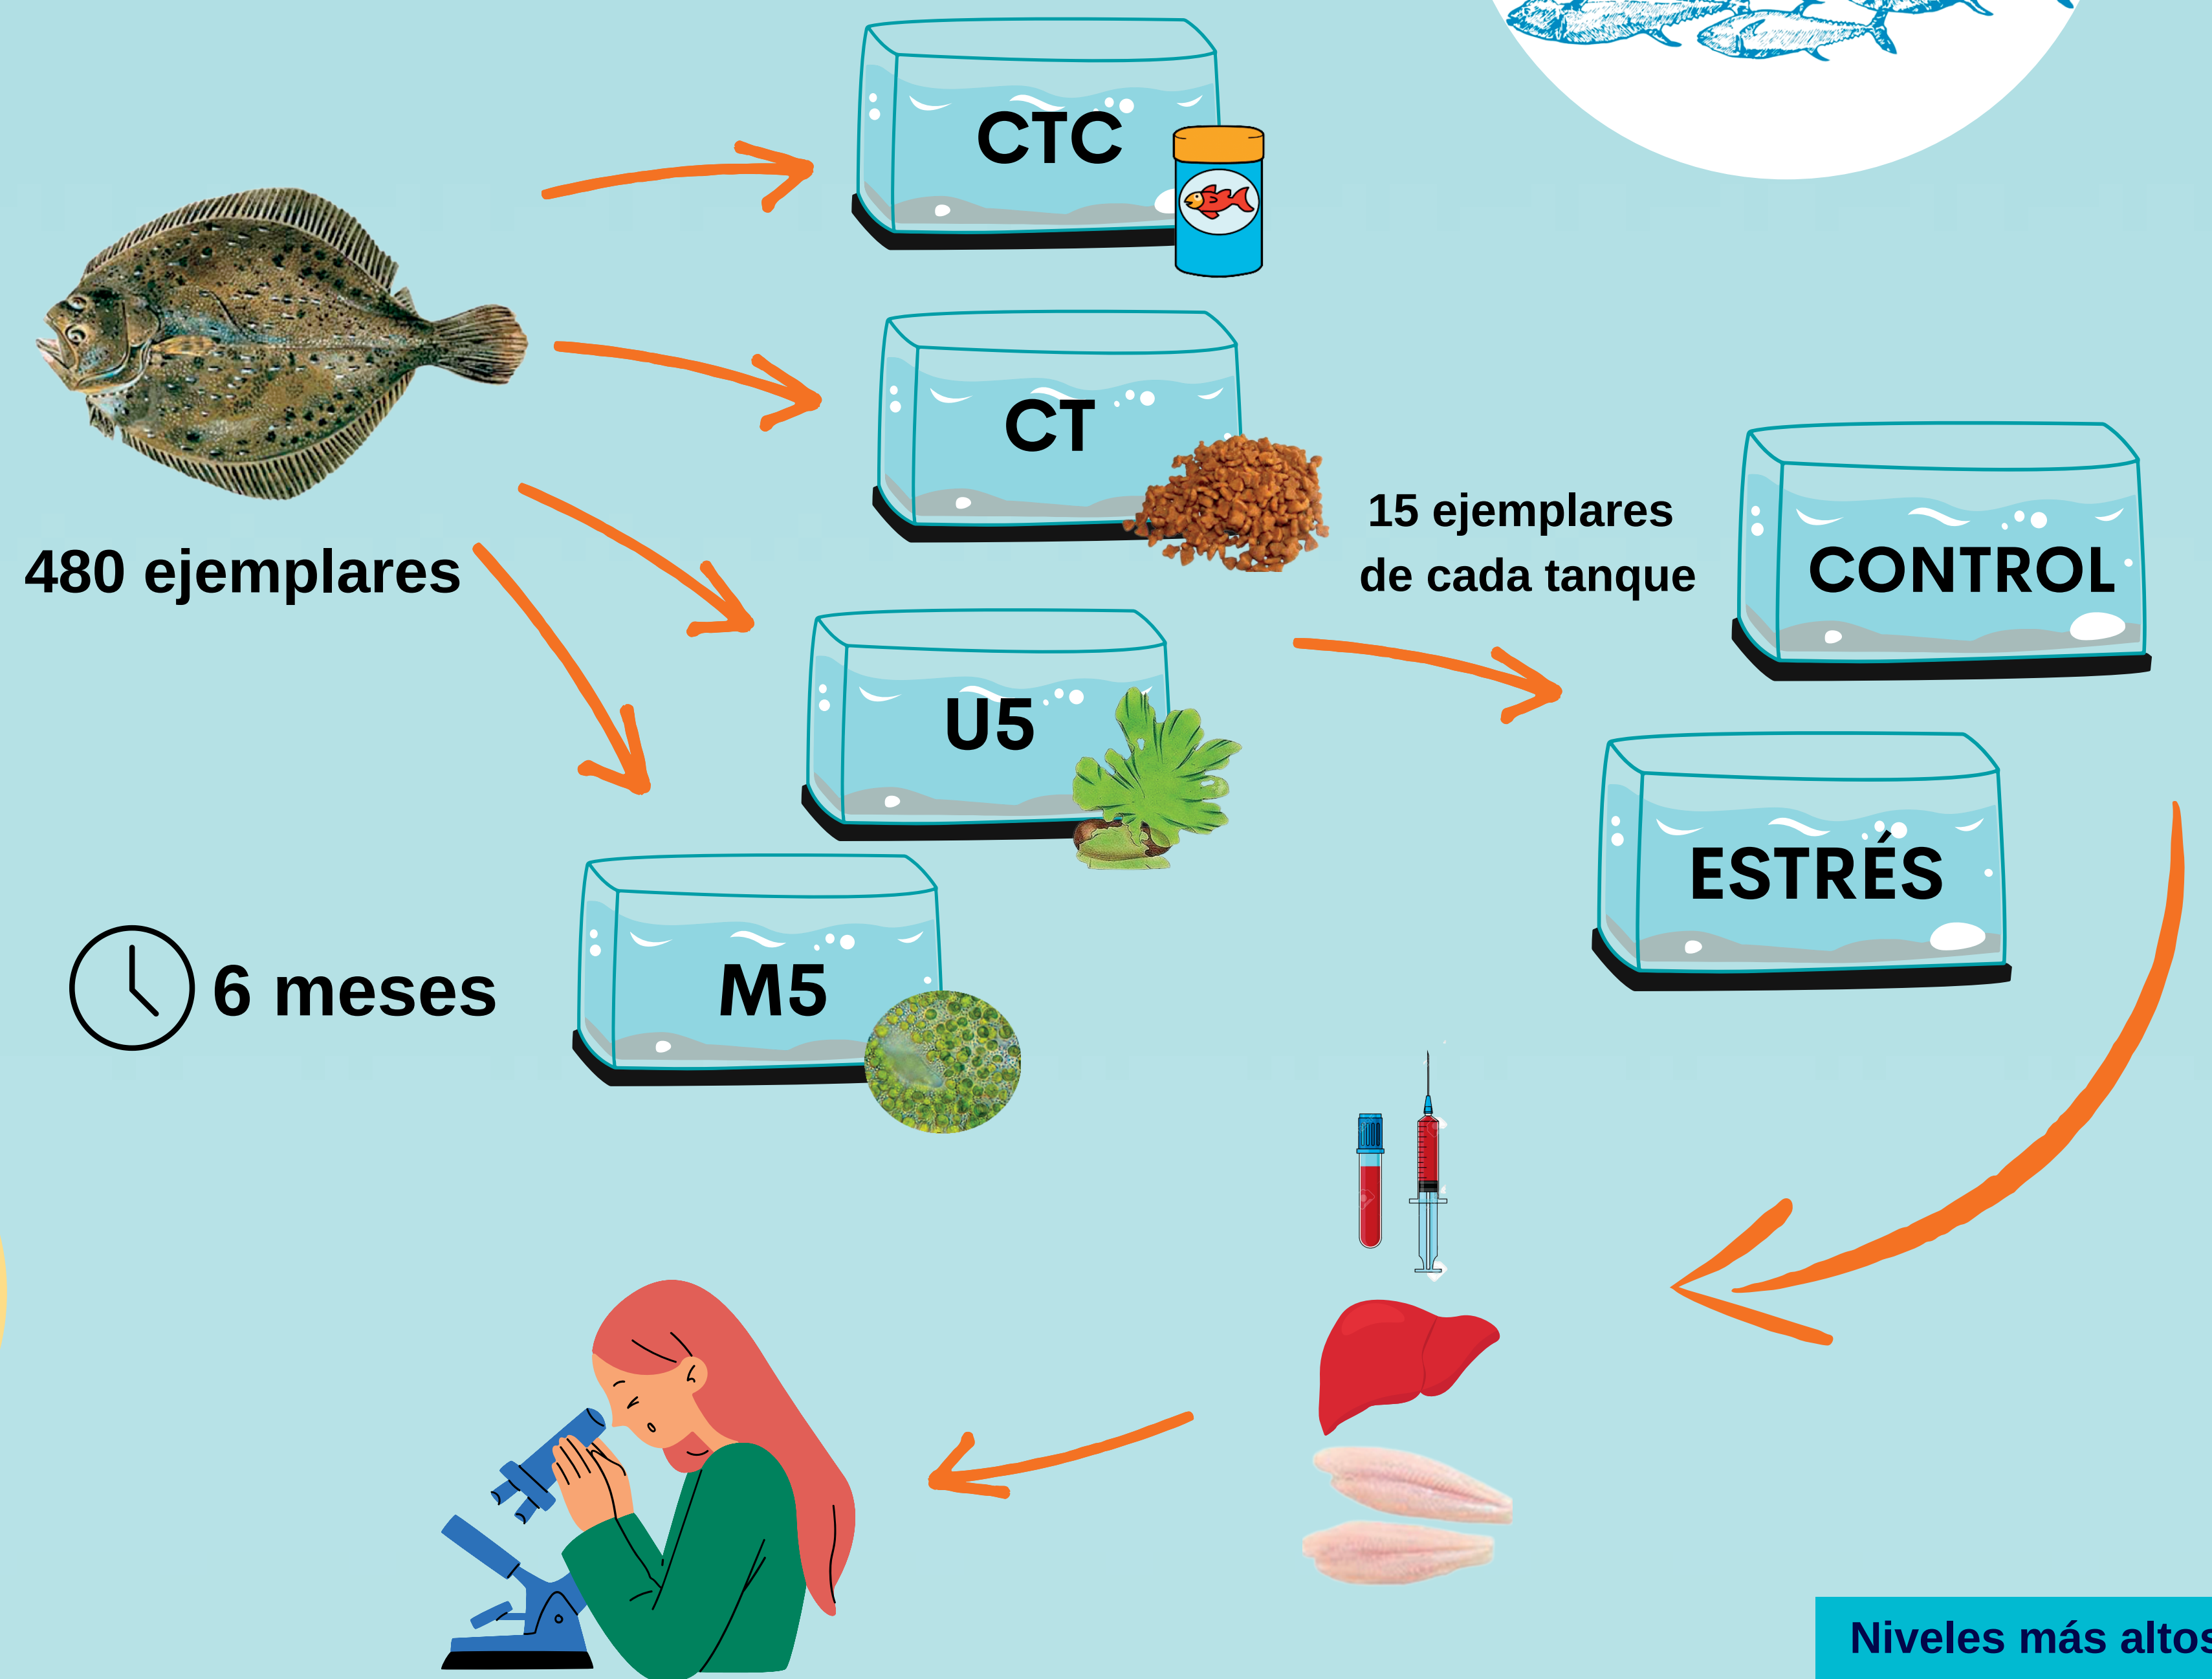 CTC
CT
480 ejemplares
15 ejemplares
de cada tanque
CONTROL
U5
ESTRÉS
M5
6 meses
Niveles más altos